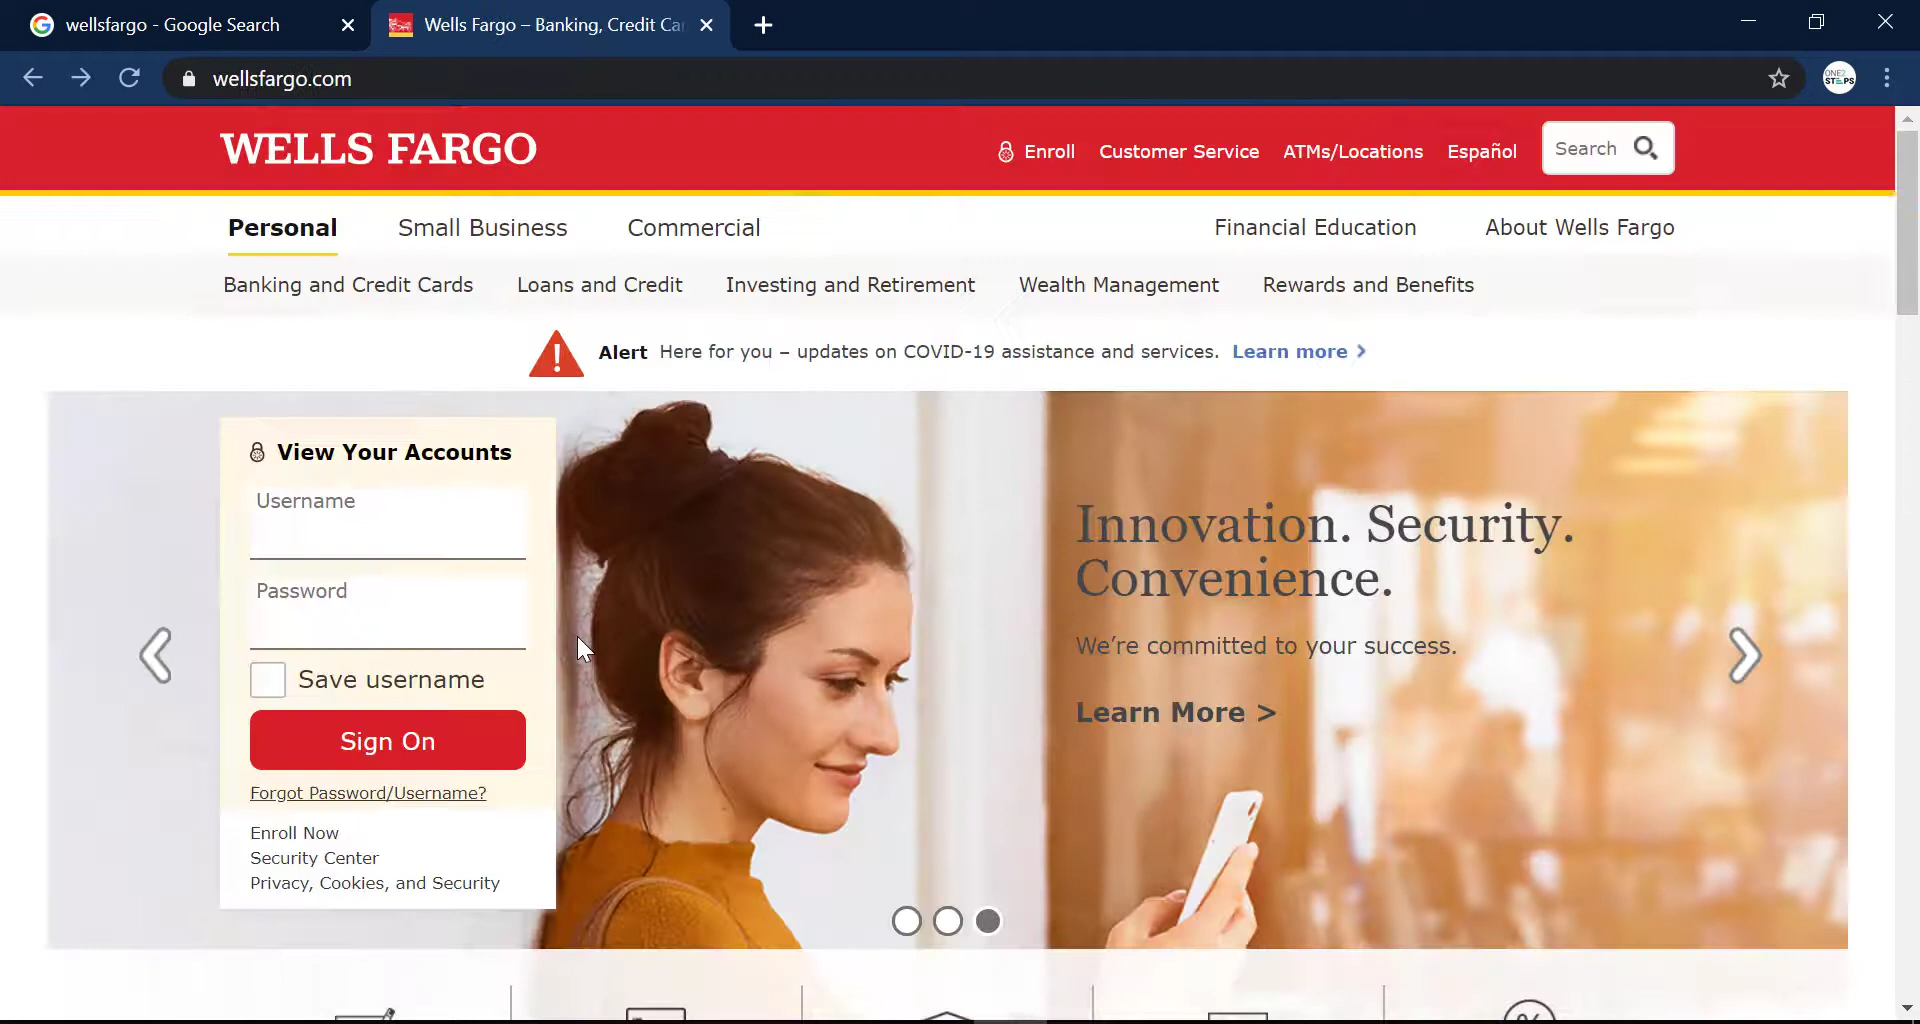 wellsfargo - Google Search
Wells Fargo – Banking, Credit Ca
wellsfargo.com
ONE2
STEPS
WELLS FARGO
Enroll
Customer Service
ATMs/Locations
Español
Search
Personal
Small Business
Commercial
Financial Education
About Wells Fargo
Banking and Credit Cards
Loans and Credit
Investing and Retirement
Wealth Management
Rewards and Benefits
Alert Here for you – updates on COVID-19 assistance and services. Learn more
View Your Accounts
Username
Password
Save username
Sign On
Forgot Password/Username?
Enroll Now
Security Center
Privacy, Cookies, and Security
Innovation. Security.
Convenience.
We’re committed to your success.
Learn More >